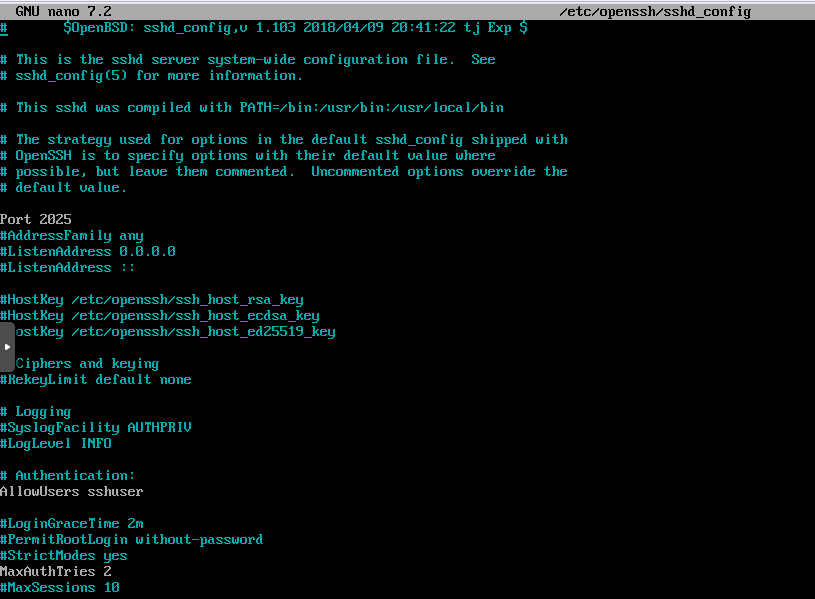 GNU nano 7.2 /etc/openssh/sshd_config
# $OpenBSD: sshd_config,v 1.103 2018/04/09 20:41:22 tj Exp $
# This is the sshd server system-wide configuration file. See
# sshd_config(5) for more information.
# This sshd was compiled with PATH=/bin:/usr/bin:/usr/local/bin
# The strategy used for options in the default sshd_config shipped with
# OpenSSH is to specify options with their default value where
# possible, but leave them commented. Uncommented options override the
# default value.
Port 2025
#AddressFamily any
#ListenAddress 0.0.0.0
#ListenAddress ::
#HostKey /etc/openssh/ssh_host_rsa_key
#HostKey /etc/openssh/ssh_host_ecdsa_key
ostKey /etc/openssh/ssh_host_ed25519_key
Ciphers and keying
#RekeyLimit default none
# Logging
#SyslogFacility AUTHPRIV
#LogLevel INFO
# Authentication:
AllowUsers sshuser
#LoginGraceTime 2m
#PermitRootLogin without-password
#StrictModes yes
MaxAuthTries 2
#MaxSessions 10